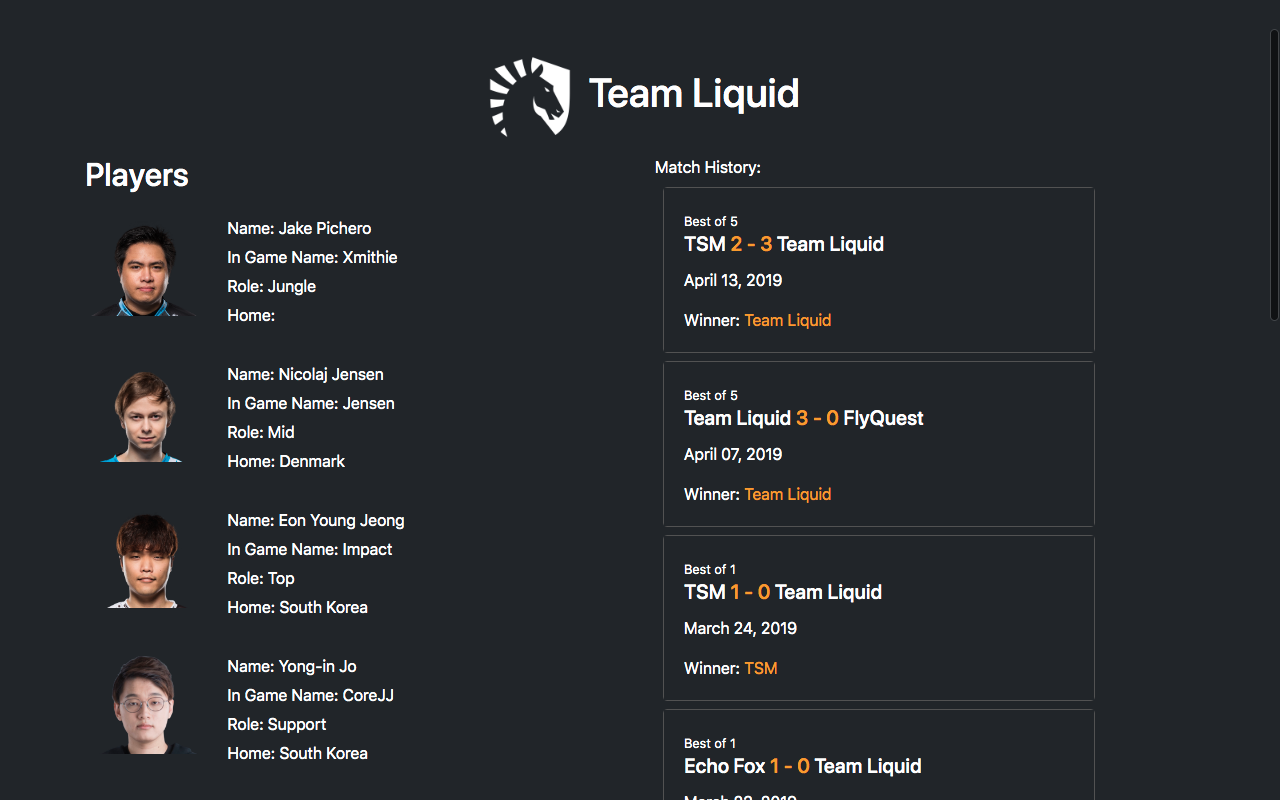 Team Liquid
Players
Name: Jake Pichero
In Game Name: Xmithie
Role: Jungle
Home:
Name: Nicolaj Jensen
In Game Name: Jensen
Role: Mid
Home: Denmark
Name: Eon Young Jeong
In Game Name: Impact
Role: Top
Home: South Korea
Name: Yong-in Jo
In Game Name: CoreJJ
Role: Support
Home: South Korea
Match History:
Best of 5
TSM 2 - 3 Team Liquid
April 13, 2019
Winner: Team Liquid
Best of 5
Team Liquid 3 - 0 FlyQuest
April 07, 2019
Winner: Team Liquid
Best of 1
TSM 1 - 0 Team Liquid
March 24, 2019
Winner: TSM
Best of 1
Echo Fox 1 - 0 Team Liquid